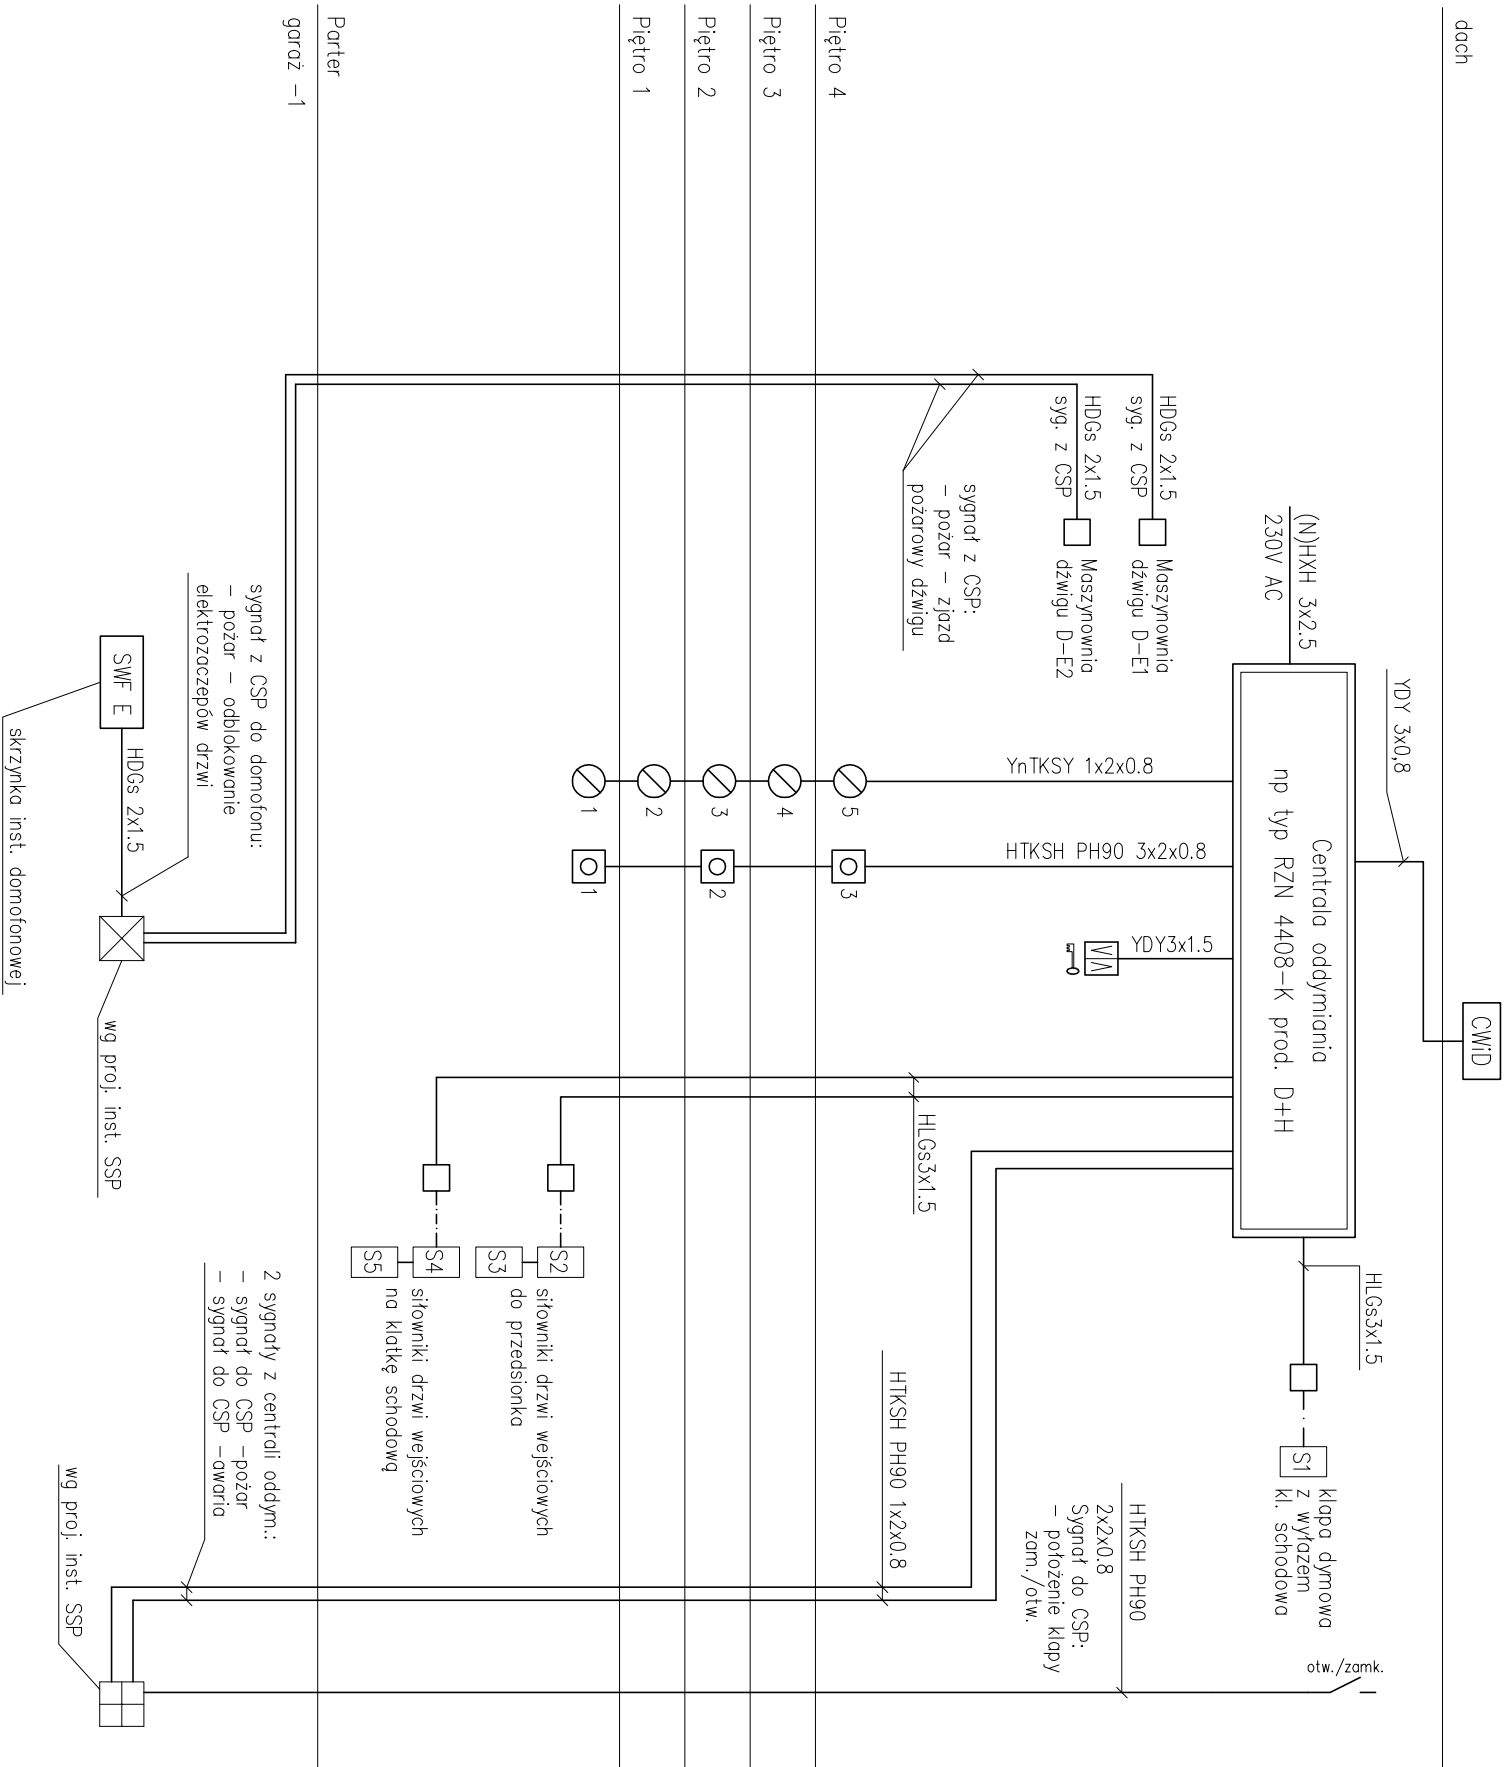 dach
CWiD
YDY 3x0,8
(N)HXH 3x2.5
230V AC
Centrala oddymiania
np typ RZN 4408-K prod. D+H
HLGs3x1.5
S1
klapa dymowa
z wyłazem
kl. schodowa
otw./zamk.
HDGs 2x1.5
syg. z CSP
Maszynownia
dźwigu D-E1
HDGs 2x1.5
syg. z CSP
Maszynownia
dźwigu D-E2
sygnał z CSP:
- pożar - zjazd
pożarowy dźwigu
YnTKSY 1x2x0.8
HTKSH PH90 3x2x0.8
YDY3x1.5
HLGs3x1.5
HTKSH PH90
2x2x0.8
Sygnał do CSP:
- położenie klapy
zam./otw.
HTKSH PH90 1x2x0.8
Piętro 4
5
3
Piętro 3
4
Piętro 2
3
2
Piętro 1
2
1
1
S2
S3
siłowniki drzwi wejściowych
do przedsionka
S4
S5
siłowniki drzwi wejściowych
na klatkę schodową
Parter
garaż -1
sygnał z CSP do domofonu:
- pożar - odblokowanie
elektrozaczepów drzwi
2 sygnały z centrali oddym.:
- sygnał do CSP -pożar
- sygnał do CSP -awaria
SWF E
HDGs 2x1.5
wg proj. inst. SSP
wg proj. inst. SSP
skrzynka inst. domofonowej